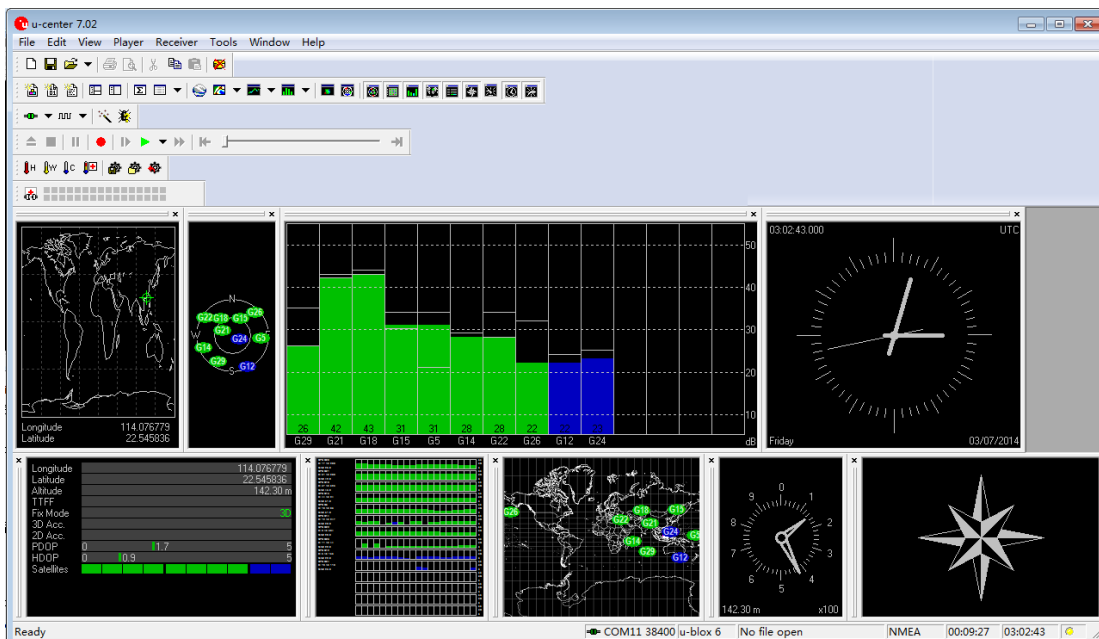 u-center 7.02
File Edit View Player Receiver Tools Window Help
Longitude 114.076779
Latitude 22.545836
N
G22 G18 G15 G26
G21
W G24 G5 E
G14
G29
S G12
50
40
30
20
10
26 42 43 31 31 28 28 22 22 23
G29 G21 G18 G15 G5 G14 G22 G26 G12 G24 dB
03:02:43.000 UTC
Friday 03/07/2014
Longitude 114.076779
Latitude 22.545836
Altitude 142.30 m
TTFF
Fix Mode 3D
3D Acc.
2D Acc.
PDOP 0 1.7 5
HDOP 0 0.9 5
Satellites
G26 G18 G15
G22 G21
G24 G5
G14
G29 G12
0
9 1
8 2
7 3
6 4
5
142.30 m x100
Ready COM11 38400 u-blox 6 No file open NMEA 00:09:27 03:02:43